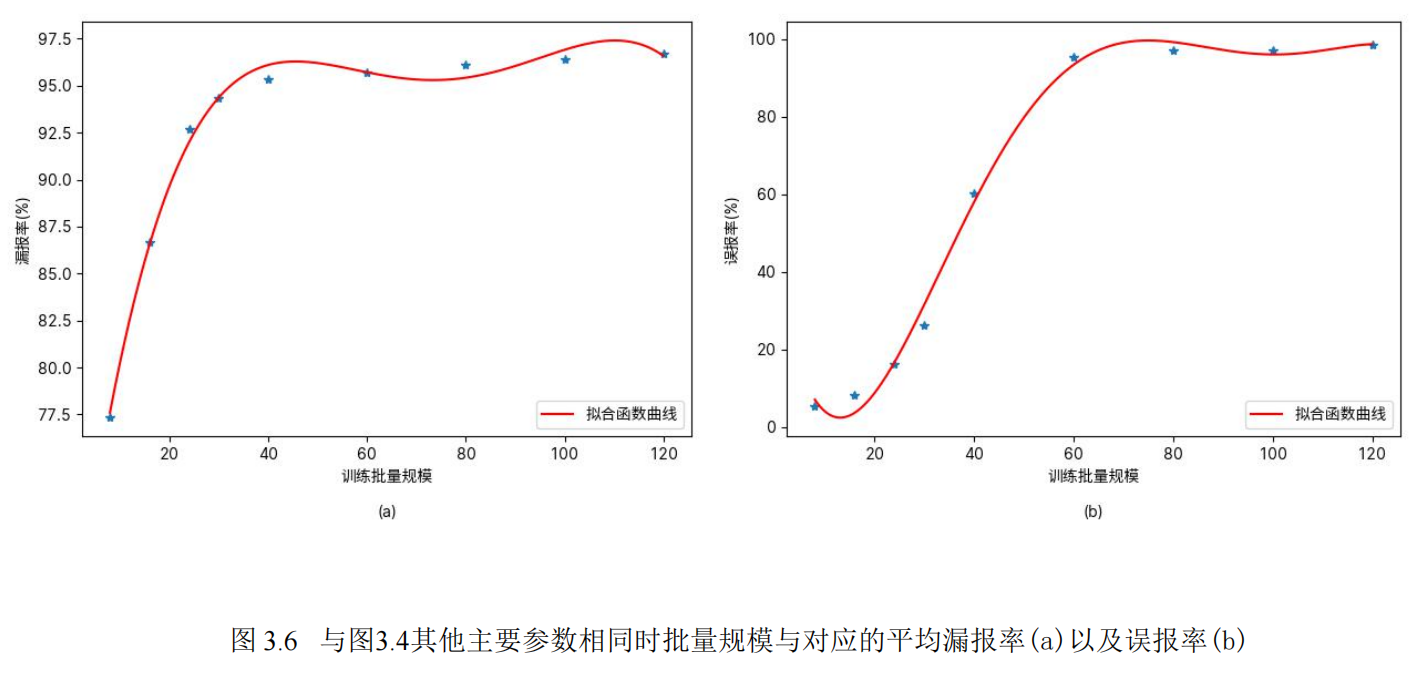 97.5
95.0
92.5
90.0
87.5
85.0
82.5
80.0
77.5
漏报率(%)
拟合函数曲线
20 40 60 80 100 120
训练批量规模
(a)
100
80
60
40
20
0
误报率(%)
拟合函数曲线
20 40 60 80 100 120
训练批量规模
(b)
图 3.6 与图3.4其他主要参数相同时批量规模与对应的平均漏报率(a)以及误报率(b)